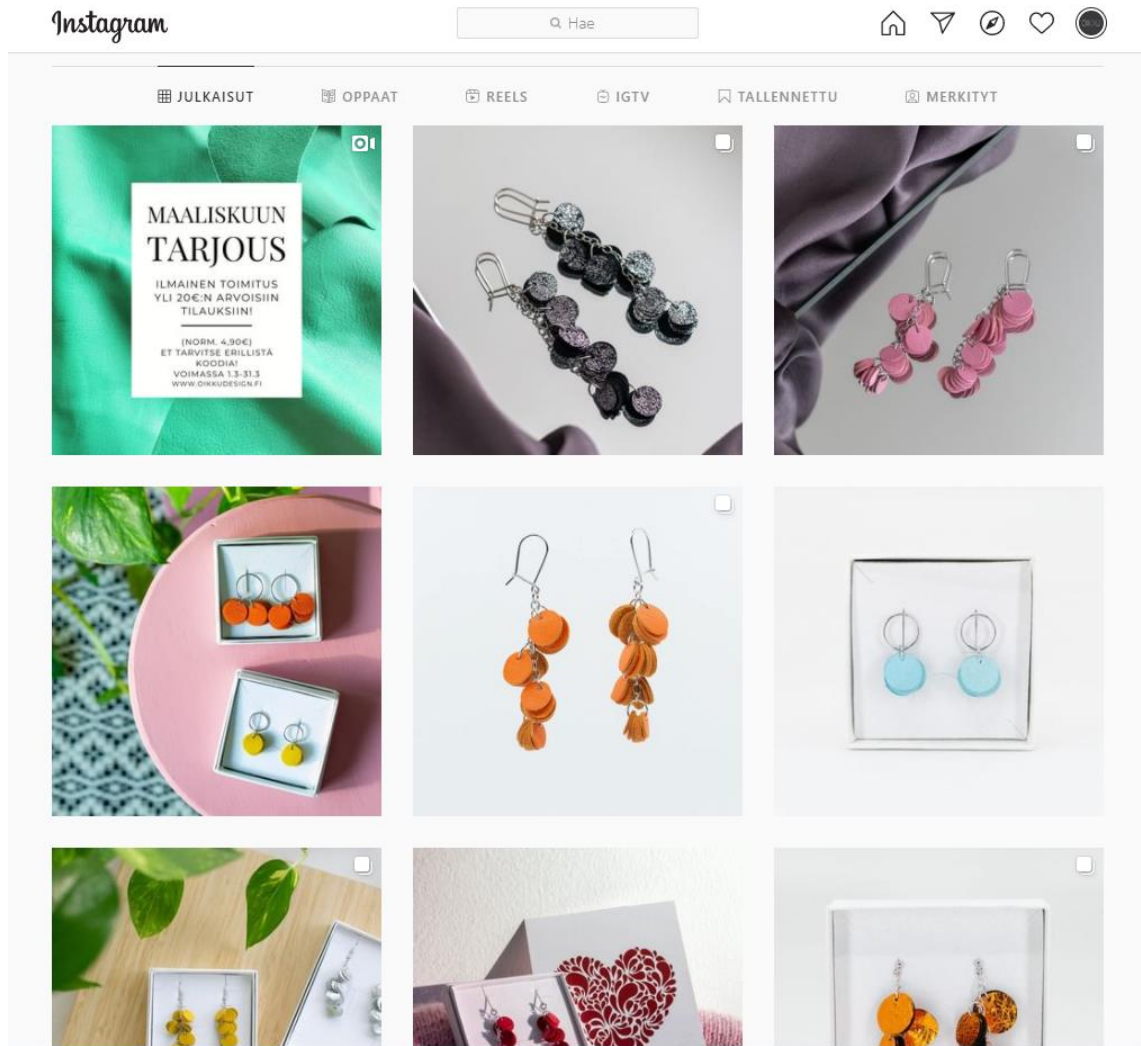 Instagram
Hae
JULKAISUT
OPPAAT
REELS
IGTV
TALLENNETTU
MERKITYT
MAALISKUUN
TARJOUS
ILMAINEN TOIMITUS
YLI 20€:N ARVOISIIN
TILAUKSIIN!
(NORM. 4,90€)
ET TARVITSE ERILLISTÄ
KOODIA!
VOIMASSA 1.3-31.3
WWW.OIKKUDESIGN.FI